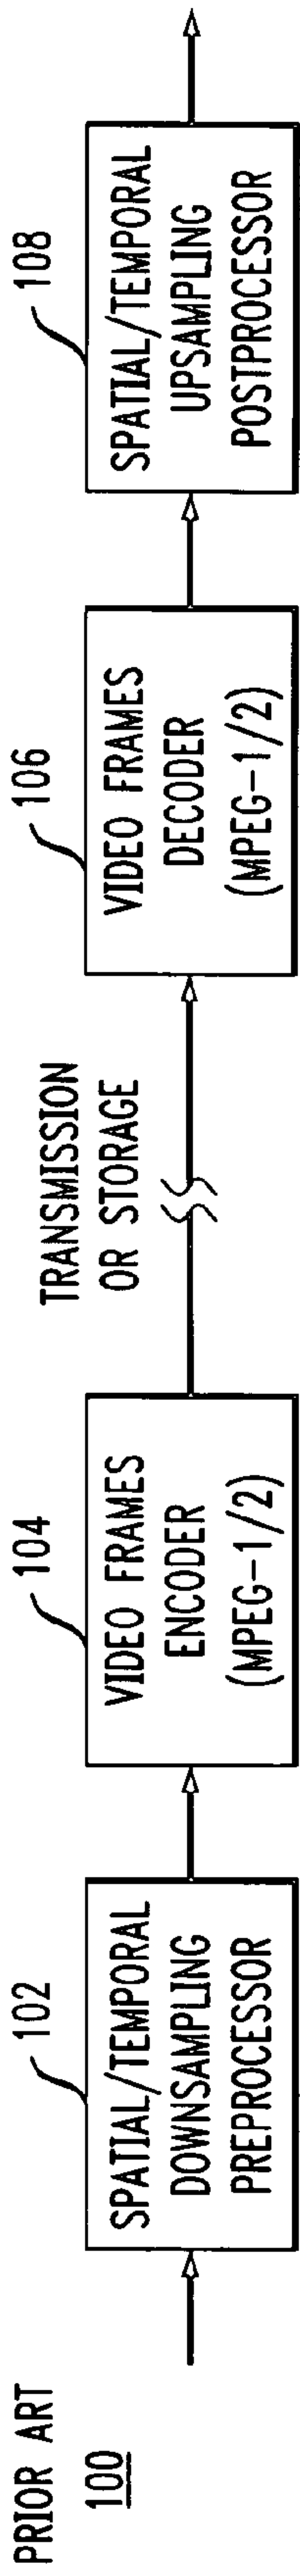 PRIOR ART
100
102
SPATIAL/TEMPORAL
DOWNSAMPLING
PREPROCESSOR
104
VIDEO FRAMES
ENCODER
(MPEG-1/2)
TRANSMISSION
OR STORAGE
106
VIDEO FRAMES
DECODER
(MPEG-1/2)
108
SPATIAL/TEMPORAL
UPSAMPLING
POSTPROCESSOR